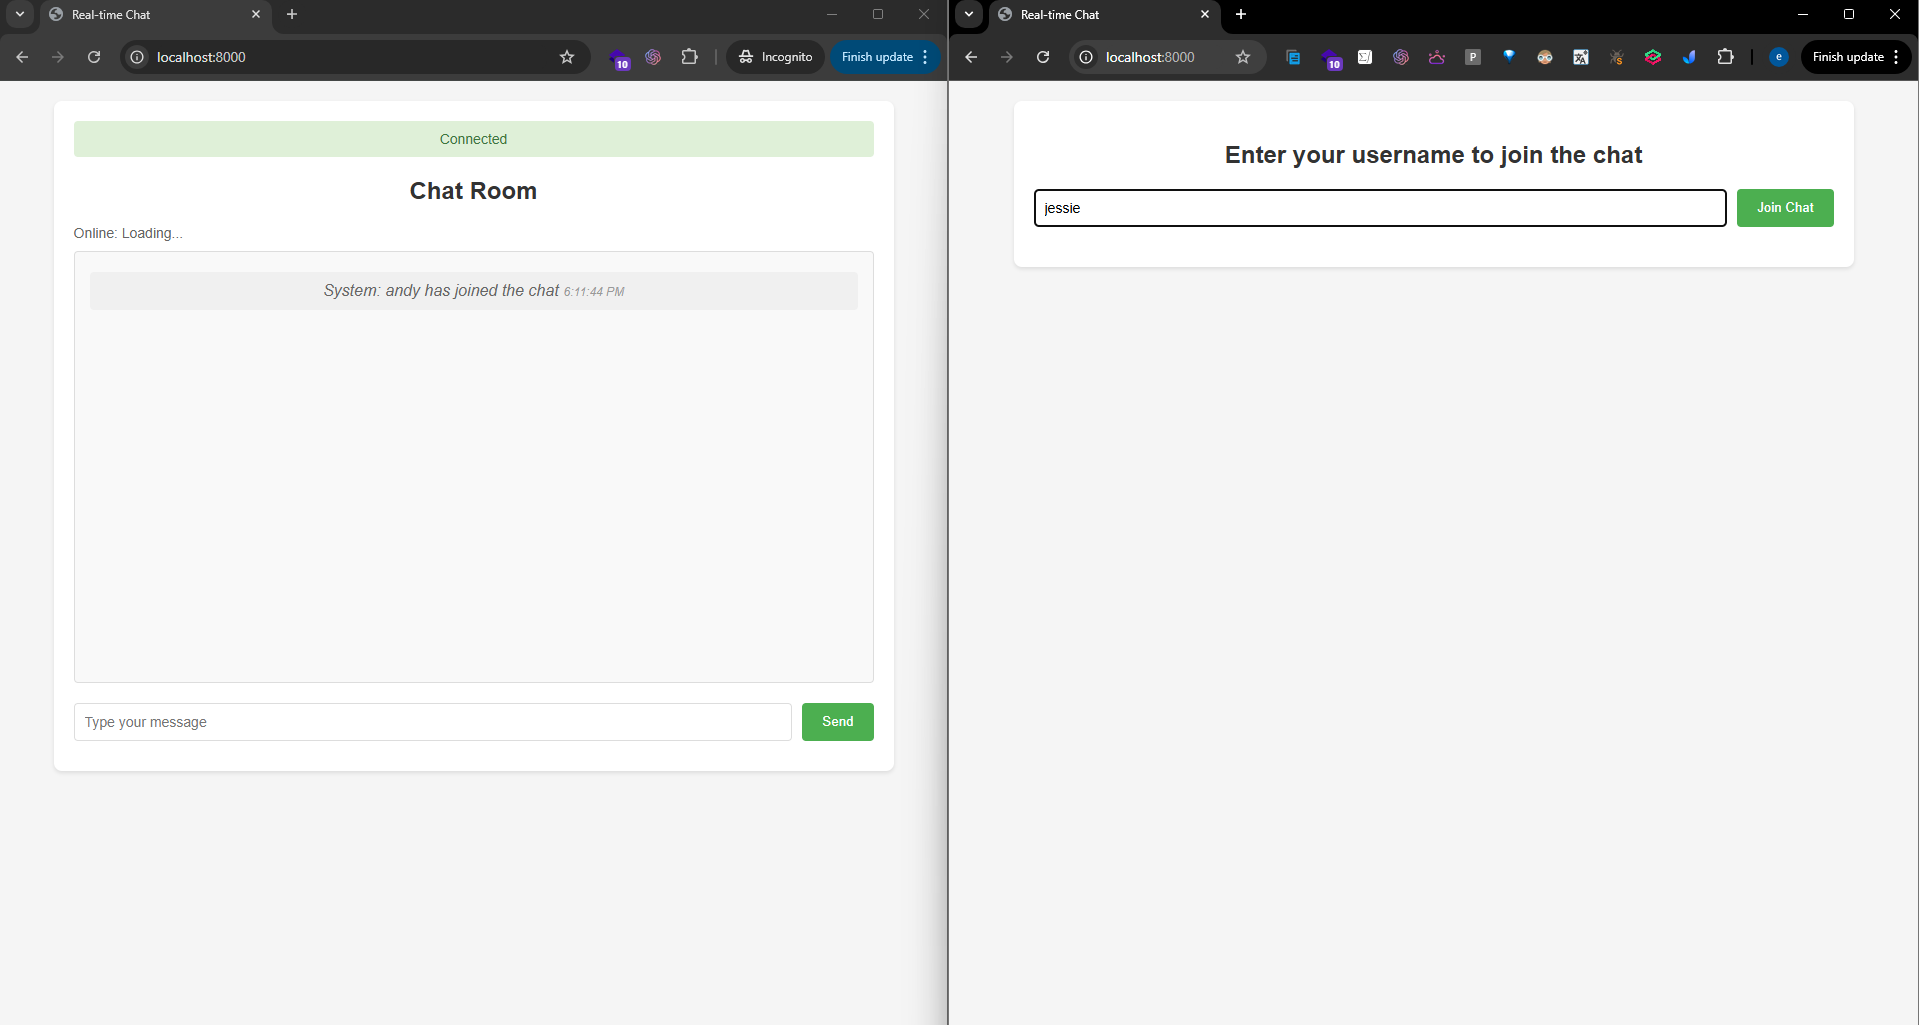 Real-time Chat
localhost:8000
10
Incognito
Finish update
Connected
Chat Room
Online: Loading...
System: andy has joined the chat 6:11:44 PM
Type your message
Send
Real-time Chat
localhost:8000
10
P
e
Finish update
Enter your username to join the chat
jessie
Join Chat